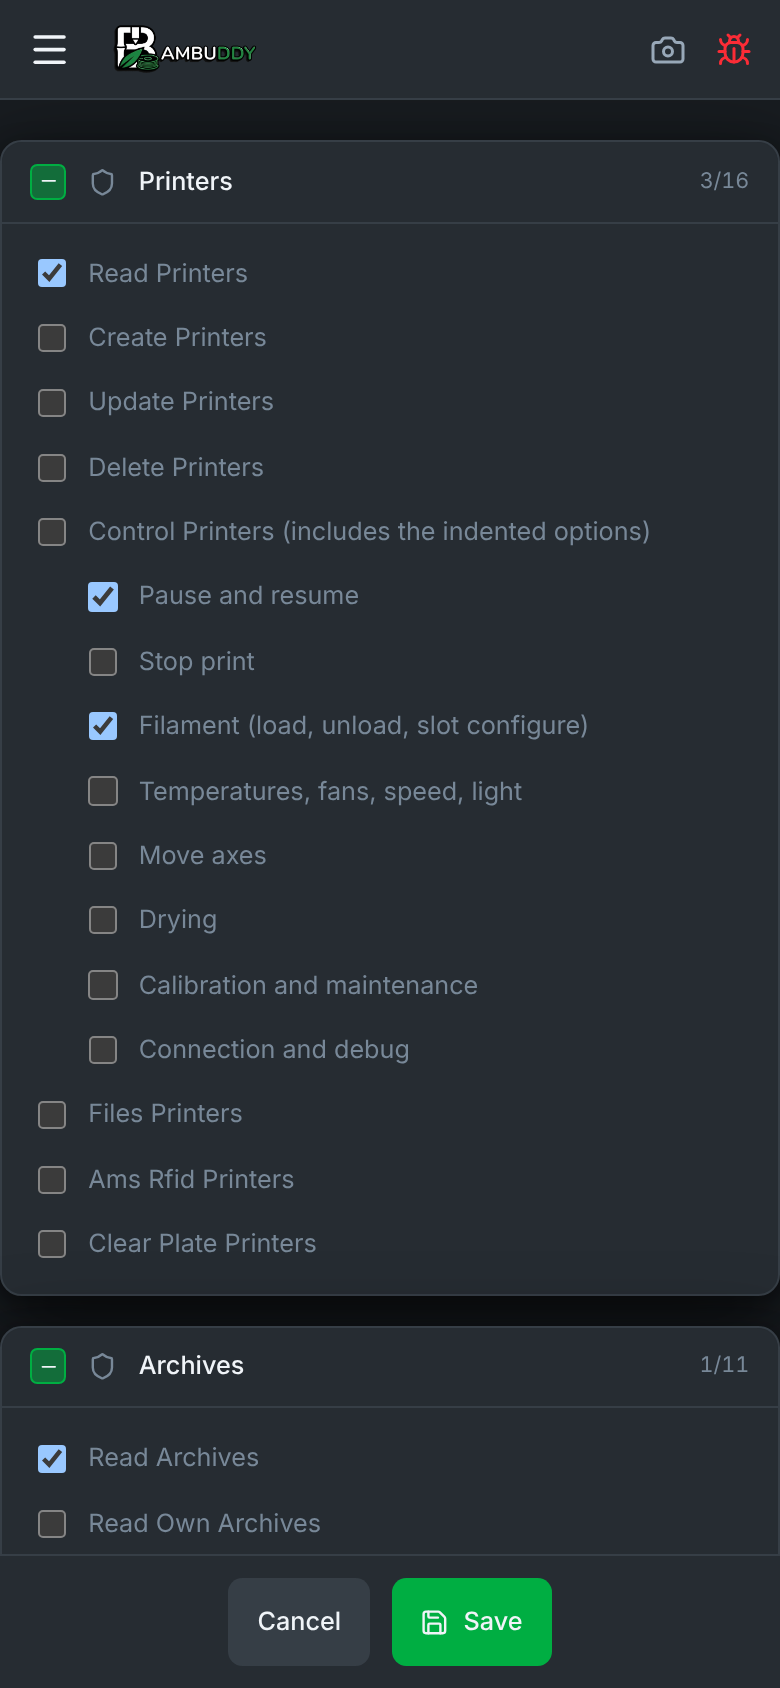 BAMBUDDY
Printers 3/16
Read Printers
Create Printers
Update Printers
Delete Printers
Control Printers (includes the indented options)
Pause and resume
Stop print
Filament (load, unload, slot configure)
Temperatures, fans, speed, light
Move axes
Drying
Calibration and maintenance
Connection and debug
Files Printers
Ams Rfid Printers
Clear Plate Printers
Archives 1/11
Read Archives
Read Own Archives
Cancel Save